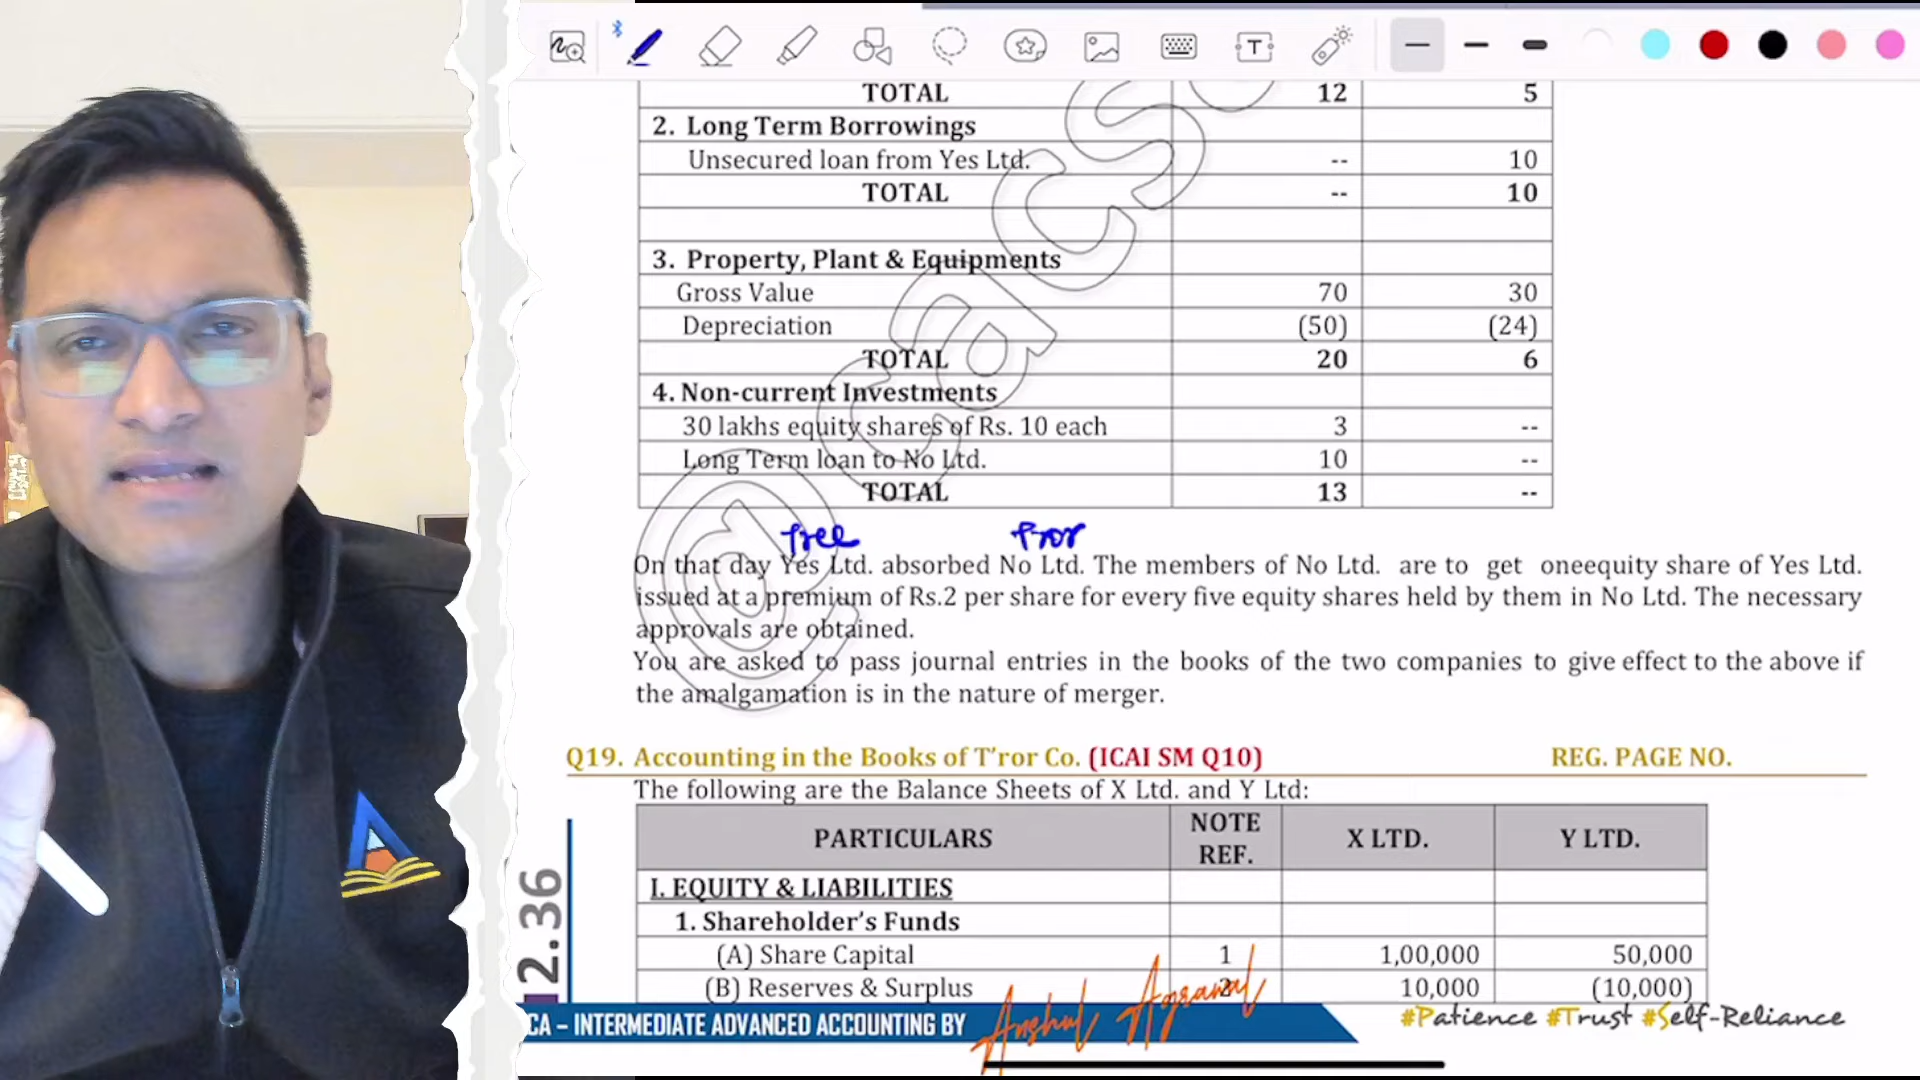 TOTAL 12 5
2. Long Term Borrowings
Unsecured loan from Yes Ltd. -- 10
TOTAL -- 10
3. Property, Plant & Equipments
Gross Value 70 30
Depreciation (50) (24)
TOTAL 20 6
4. Non-current Investments
30 lakhs equity shares of Rs. 10 each 3 --
Long Term loan to No Ltd. 10 --
TOTAL 13 --
Tree Tror
On that day Yes Ltd. absorbed No Ltd. The members of No Ltd. are to get oneequity share of Yes Ltd.
issued at a premium of Rs.2 per share for every five equity shares held by them in No Ltd. The necessary
approvals are obtained.
You are asked to pass journal entries in the books of the two companies to give effect to the above if
the amalgamation is in the nature of merger.
Q19. Accounting in the Books of T'ror Co. (ICAI SM Q10) REG. PAGE NO.
The following are the Balance Sheets of X Ltd. and Y Ltd:
PARTICULARS NOTE REF. X LTD. Y LTD.
I. EQUITY & LIABILITIES
1. Shareholder's Funds
(A) Share Capital 1 1,00,000 50,000
(B) Reserves & Surplus 2 10,000 (10,000)
12.36
CA – INTERMEDIATE ADVANCED ACCOUNTING BY Anshul Agrawal
#Patience #Trust #Self-Reliance